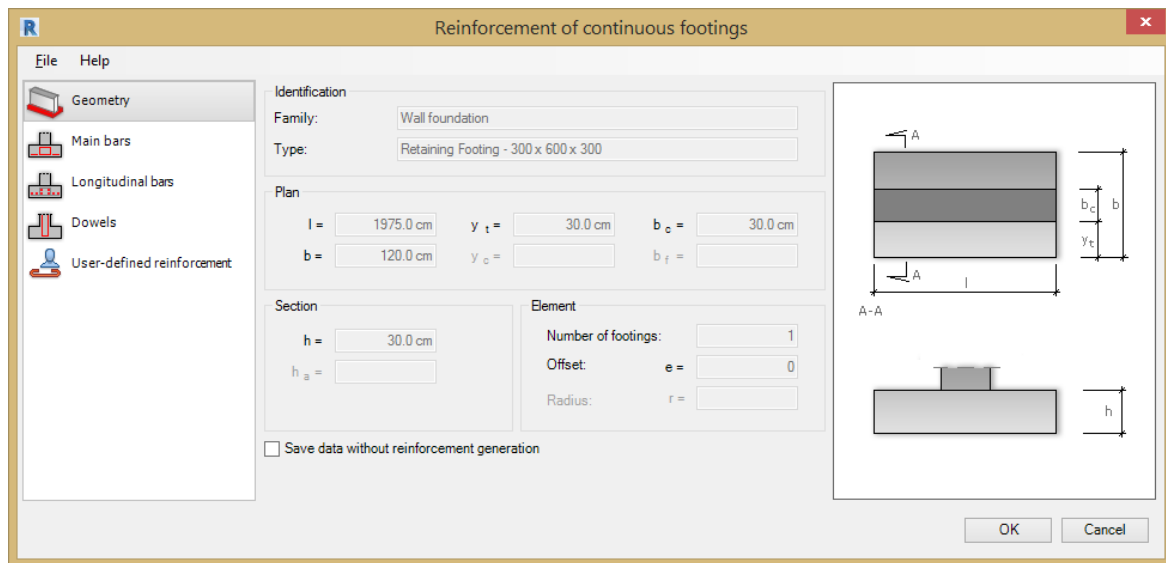 R Reinforcement of continuous footings x
File Help
Geometry
Main bars
Longitudinal bars
Dowels
User-defined reinforcement
Identification
Family: Wall foundation
Type: Retaining Footing - 300 x 600 x 300
Plan
l = 1975.0 cm y t = 30.0 cm b c = 30.0 cm
b = 120.0 cm y c = b f =
Section
h = 30.0 cm
h a =
Element
Number of footings: 1
Offset: e = 0
Radius: r =
Save data without reinforcement generation
A
bc b
yt
A l
A-A
h
OK Cancel